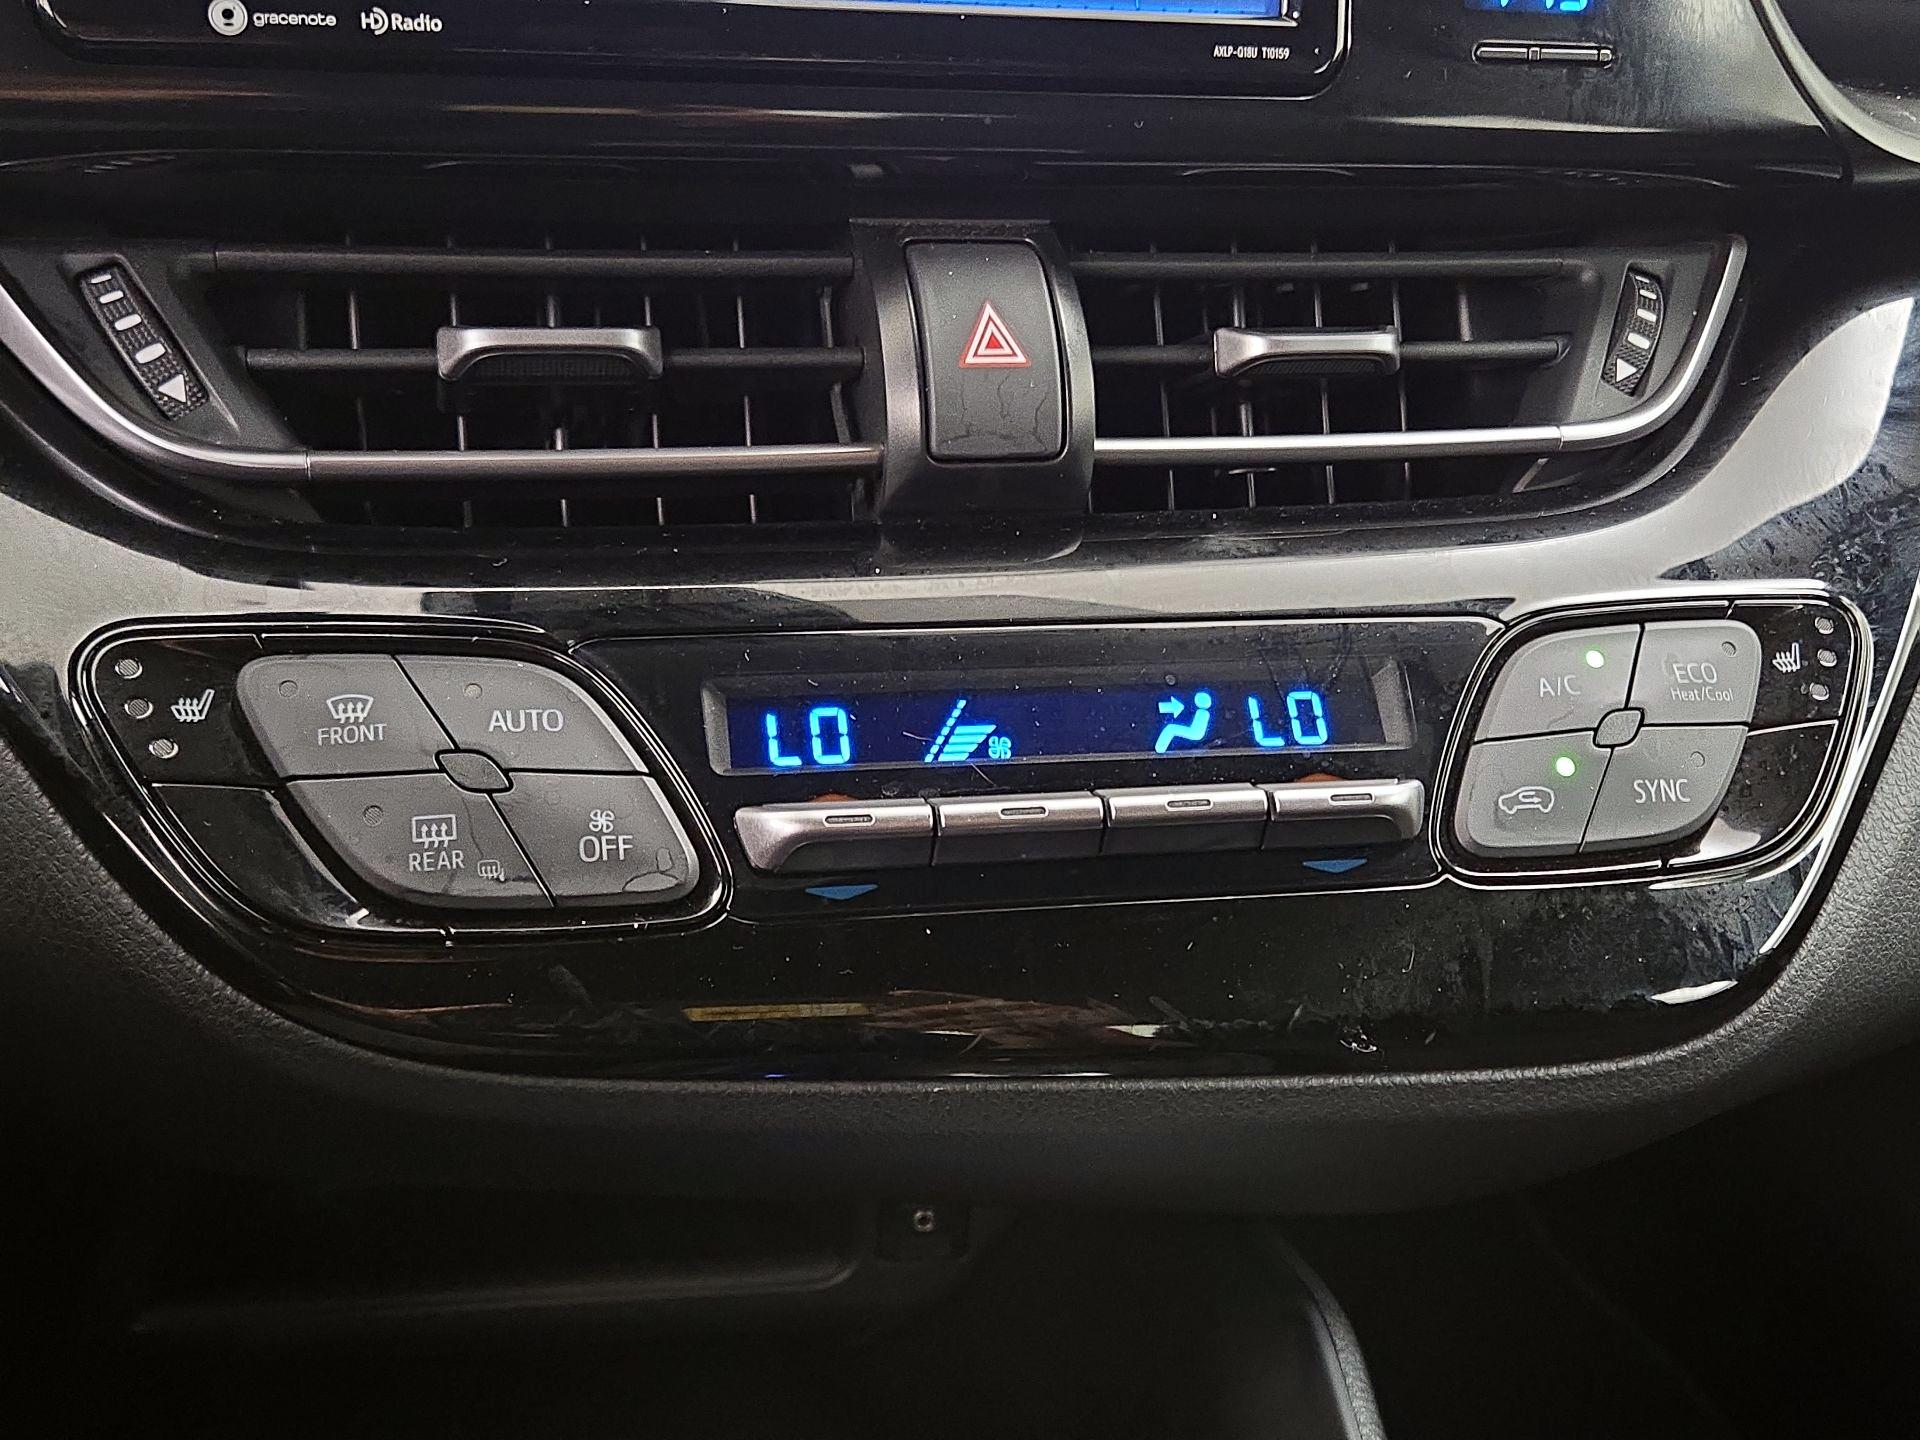 gracenote HD Radio
AXLP-Q18U T10159
FRONT
AUTO
REAR
OFF
LO
LO
A/C
ECO
Heat/Cool
SYNC